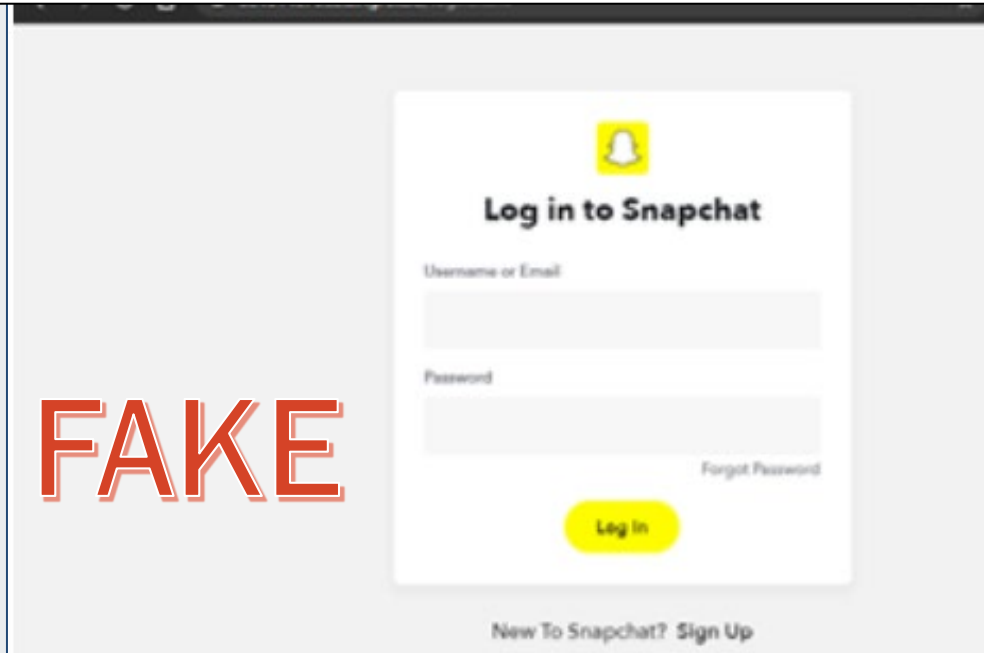 Log in to Snapchat
Username or Email
Password
FAKE
Forgot Password
Log In
New To Snapchat? Sign Up